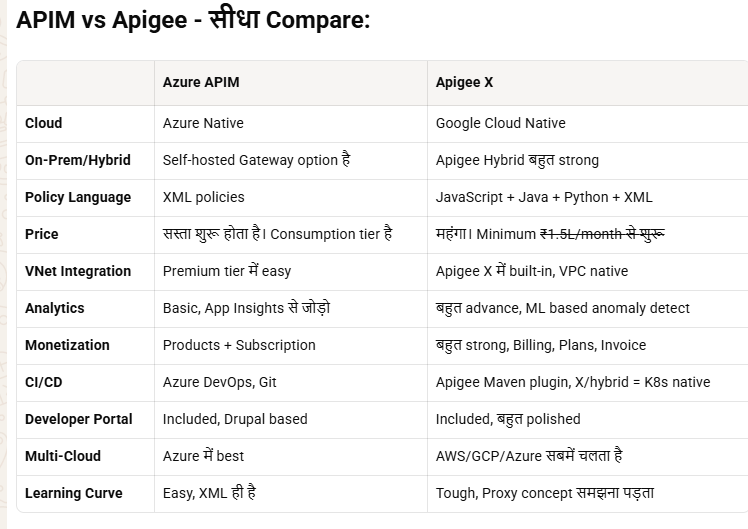 APIM vs Apigee - सीधा Compare:
Azure APIM Apigee X
Cloud Azure Native Google Cloud Native
On-Prem/Hybrid Self-hosted Gateway option है Apigee Hybrid बहुत strong
Policy Language XML policies JavaScript + Java + Python + XML
Price सस्ता शुरू होता है। Consumption tier है महंगा। Minimum ₹1.5L/month से शुरू
VNet Integration Premium tier में easy Apigee X में built-in, VPC native
Analytics Basic, App Insights से जोड़ो बहुत advance, ML based anomaly detect
Monetization Products + Subscription बहुत strong, Billing, Plans, Invoice
CI/CD Azure DevOps, Git Apigee Maven plugin, X/hybrid = K8s native
Developer Portal Included, Drupal based Included, बहुत polished
Multi-Cloud Azure में best AWS/GCP/Azure सबमें चलता है
Learning Curve Easy, XML ही है Tough, Proxy concept समझना पड़ता